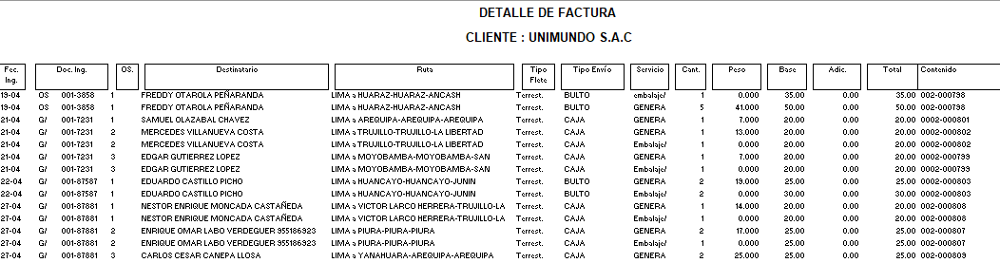 DETALLE DE FACTURA
CLIENTE : UNIMUNDO S.A.C
Fec. Ing. Doc. Ing. OS. Destinatario Ruta Tipo Flete Tipo Envío Servicio Cant. Peso Base Adic. Total Contenido
19-04 OS 001-3858 1 FREDDY OTAROLA PEÑARANDA LIMA a HUARAZ-HUARAZ-ANCASH Terrest. BULTO embalaje/ 1 0.000 35.00 0.00 35.00 002-000798
19-04 OS 001-3858 1 FREDDY OTAROLA PEÑARANDA LIMA a HUARAZ-HUARAZ-ANCASH Terrest. BULTO GENERA 5 41.000 50.00 0.00 50.00 002-000798
21-04 G/ 001-7231 1 SAMUEL OLAZABAL CHAVEZ LIMA a AREQUIPA-AREQUIPA-AREQUIPA Terrest. CAJA GENERA 1 7.000 20.00 0.00 20.00 0002-000801
21-04 G/ 001-7231 2 MERCEDES VILLANUEVA COSTA LIMA a TRUJILLO-TRUJILLO-LA LIBERTAD Terrest. CAJA GENERA 1 13.000 20.00 0.00 20.00 0002-000802
21-04 G/ 001-7231 2 MERCEDES VILLANUEVA COSTA LIMA a TRUJILLO-TRUJILLO-LA LIBERTAD Terrest. CAJA Embalaje/ 1 0.000 20.00 0.00 20.00 0002-000802
21-04 G/ 001-7231 3 EDGAR GUTIERREZ LOPEZ LIMA a MOYOBAMBA-MOYOBAMBA-SAN Terrest. CAJA GENERA 1 7.000 20.00 0.00 20.00 0002-000799
21-04 G/ 001-7231 3 EDGAR GUTIERREZ LOPEZ LIMA a MOYOBAMBA-MOYOBAMBA-SAN Terrest. CAJA Embalaje/ 1 0.000 20.00 0.00 20.00 0002-000799
22-04 G/ 001-87587 1 EDUARDO CASTILLO PICHO LIMA a HUANCAYO-HUANCAYO-JUNIN Terrest. BULTO GENERA 2 19.000 25.00 0.00 25.00 0002-000803
22-04 G/ 001-87587 1 EDUARDO CASTILLO PICHO LIMA a HUANCAYO-HUANCAYO-JUNIN Terrest. BULTO Embalaje/ 2 0.000 30.00 0.00 30.00 0002-000803
27-04 G/ 001-87881 1 NESTOR ENRIQUE MONCADA CASTAÑEDA LIMA a VICTOR LARCO HERRERA-TRUJILLO-LA Terrest. CAJA GENERA 1 14.000 20.00 0.00 20.00 002-000808
27-04 G/ 001-87881 1 NESTOR ENRIQUE MONCADA CASTAÑEDA LIMA a VICTOR LARCO HERRERA-TRUJILLO-LA Terrest. CAJA Embalaje/ 1 0.000 20.00 0.00 20.00 002-000808
27-04 G/ 001-87881 2 ENRIQUE OMAR LABO VERDEGUER 955186923 LIMA a PIURA-PIURA-PIURA Terrest. CAJA GENERA 2 17.000 25.00 0.00 25.00 002-000807
27-04 G/ 001-87881 2 ENRIQUE OMAR LABO VERDEGUER 955186923 LIMA a PIURA-PIURA-PIURA Terrest. CAJA Embalaje/ 1 0.000 25.00 0.00 25.00 002-000807
27-04 G/ 001-87881 3 CARLOS CESAR CANEPA LLOSA LIMA a YANAHUARA-AREQUIPA-AREQUIPA Terrest. CAJA GENERA 2 25.000 25.00 0.00 25.00 0002-000809